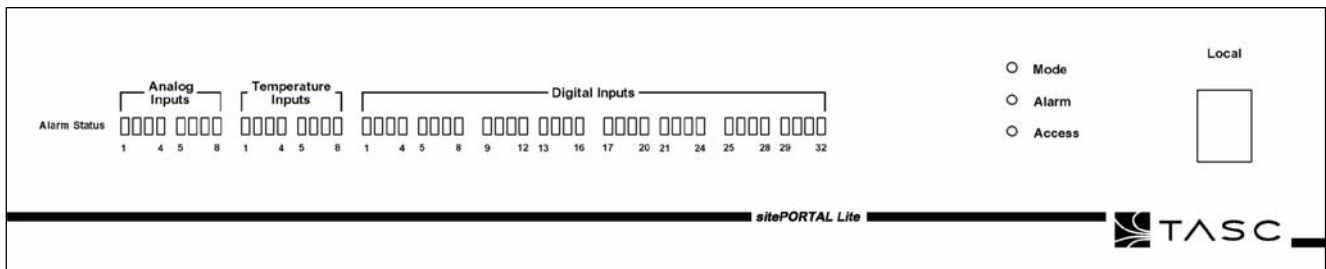 Local
Mode
Analog Inputs
Temperature Inputs
Digital Inputs
Alarm
Alarm Status
Access
1 4 5 8 1 4 5 8 1 4 5 8 9 12 13 16 17 20 21 24 25 28 29 32
sitePORTAL Lite
TASC